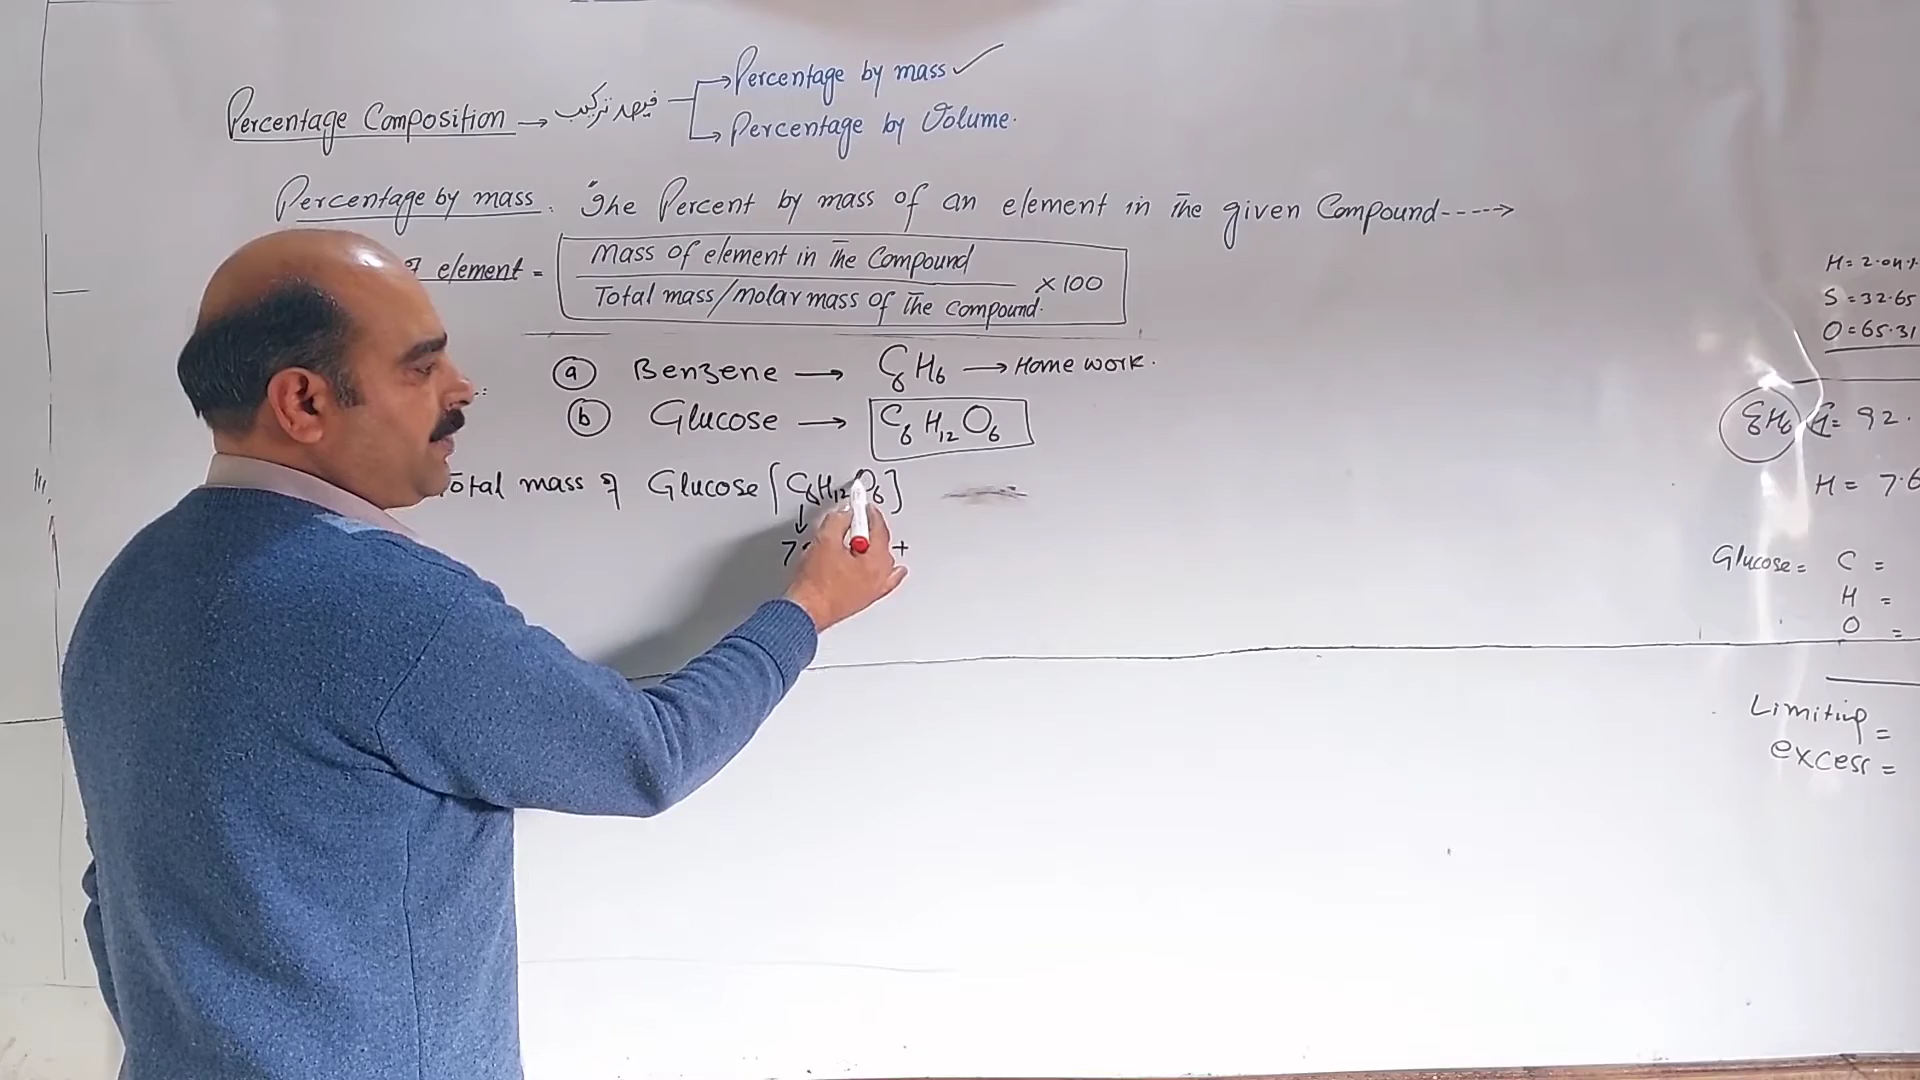 Percentage Composition → فیصد ترکیب
→ Percentage by mass ✓
→ Percentage by Volume.
Percentage by mass. "The Percent by mass of an element in The given Compound---->
of element = Mass of element in The Compound
Total mass/molar mass of The compound. ×100
(a) Benzene → C6H6 → Home work.
(b) Glucose → C6H12O6
Total mass of Glucose [C6H12O6]
↓
7 +
H = 2.04%
S = 32.65
O = 65.31
C6H6 C = 92.
H = 7.6
Glucose = C =
H =
O =
Limiting =
excess =